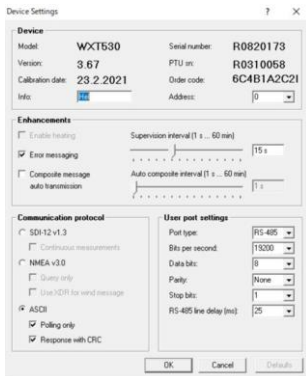 Device Settings
Device
Model: WXT530 Serial number: R0820173
Version: 3.67 PTU sn: R0310058
Calibration date: 23.2.2021 Order code: 6C4B1A2C2I
Info: Address: 0
Enhancements
Enable heating Supervision interval (1 s ... 60 min)
Error messaging 15 s
Composite message auto transmission Auto composite interval (1 s ... 60 min)
1 s
Communication protocol
SDI-12 v1.3
Continuous measurements
NMEA v3.0
Query only
Use XDR for wind message
ASCII
Polling only
Response with CRC
User port settings
Port type: RS-485
Bits per second: 19200
Data bits: 8
Parity: None
Stop bits: 1
RS-485 line delay (ms): 25
OK Cancel Defaults